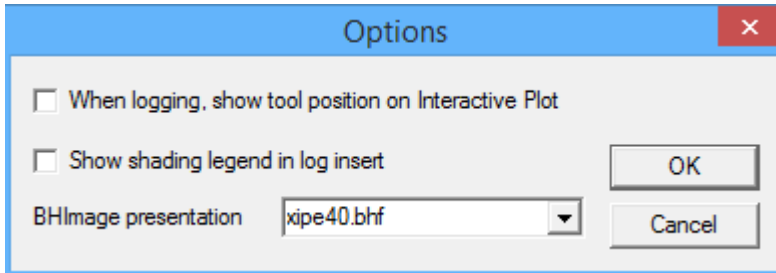 Options
When logging, show tool position on Interactive Plot
Show shading legend in log insert
OK
BHImage presentation
xipe40.bhf
Cancel